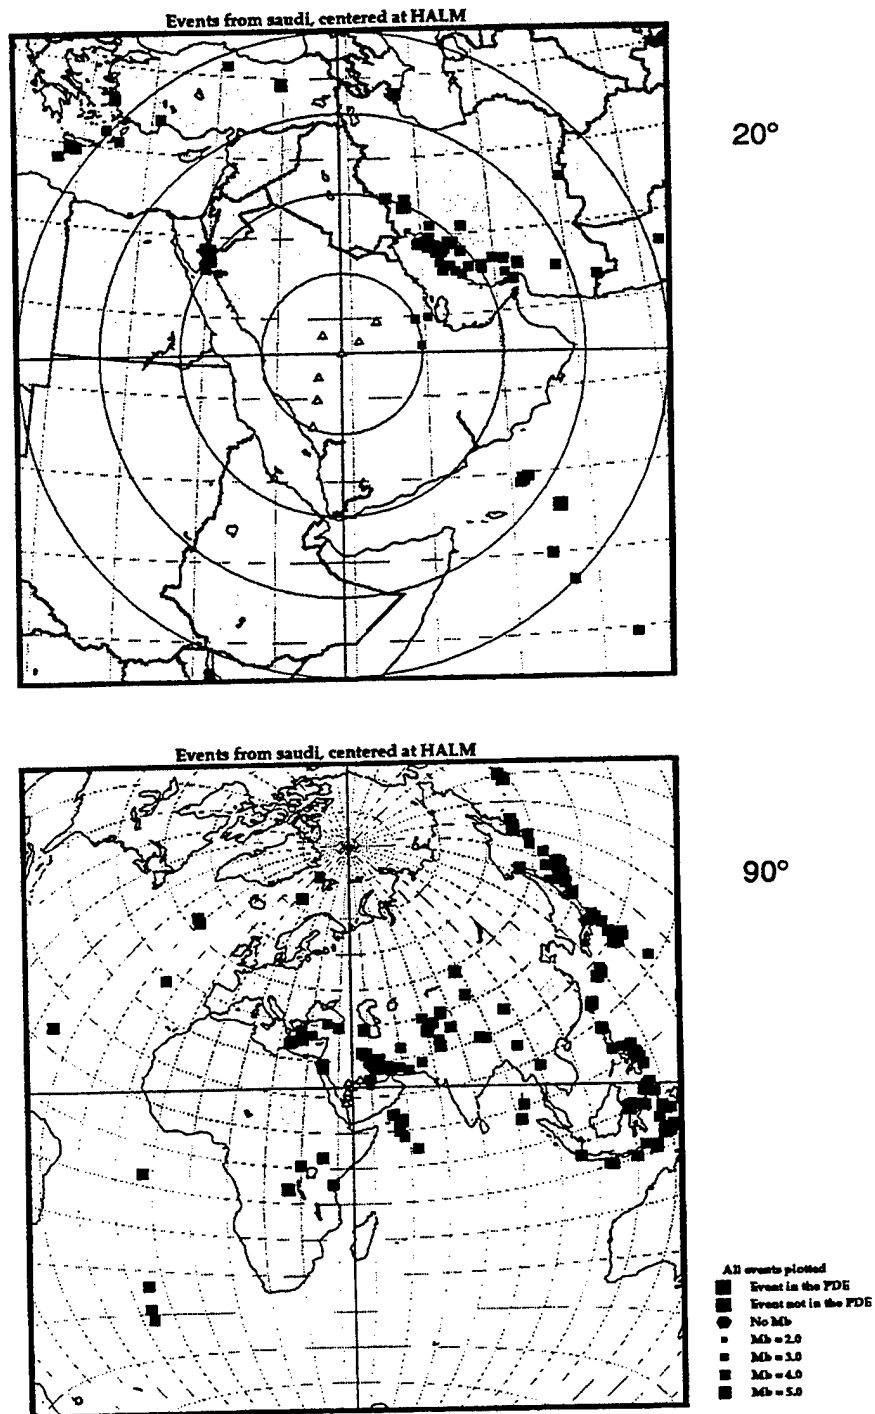 Events from saudi, centered at HALM
20°
Events from saudi, centered at HALM
90°
All events plotted
Event in the PDE
Event not in the PDE
No Mb
Mb = 2.0
Mb = 3.0
Mb = 4.0
Mb = 5.0